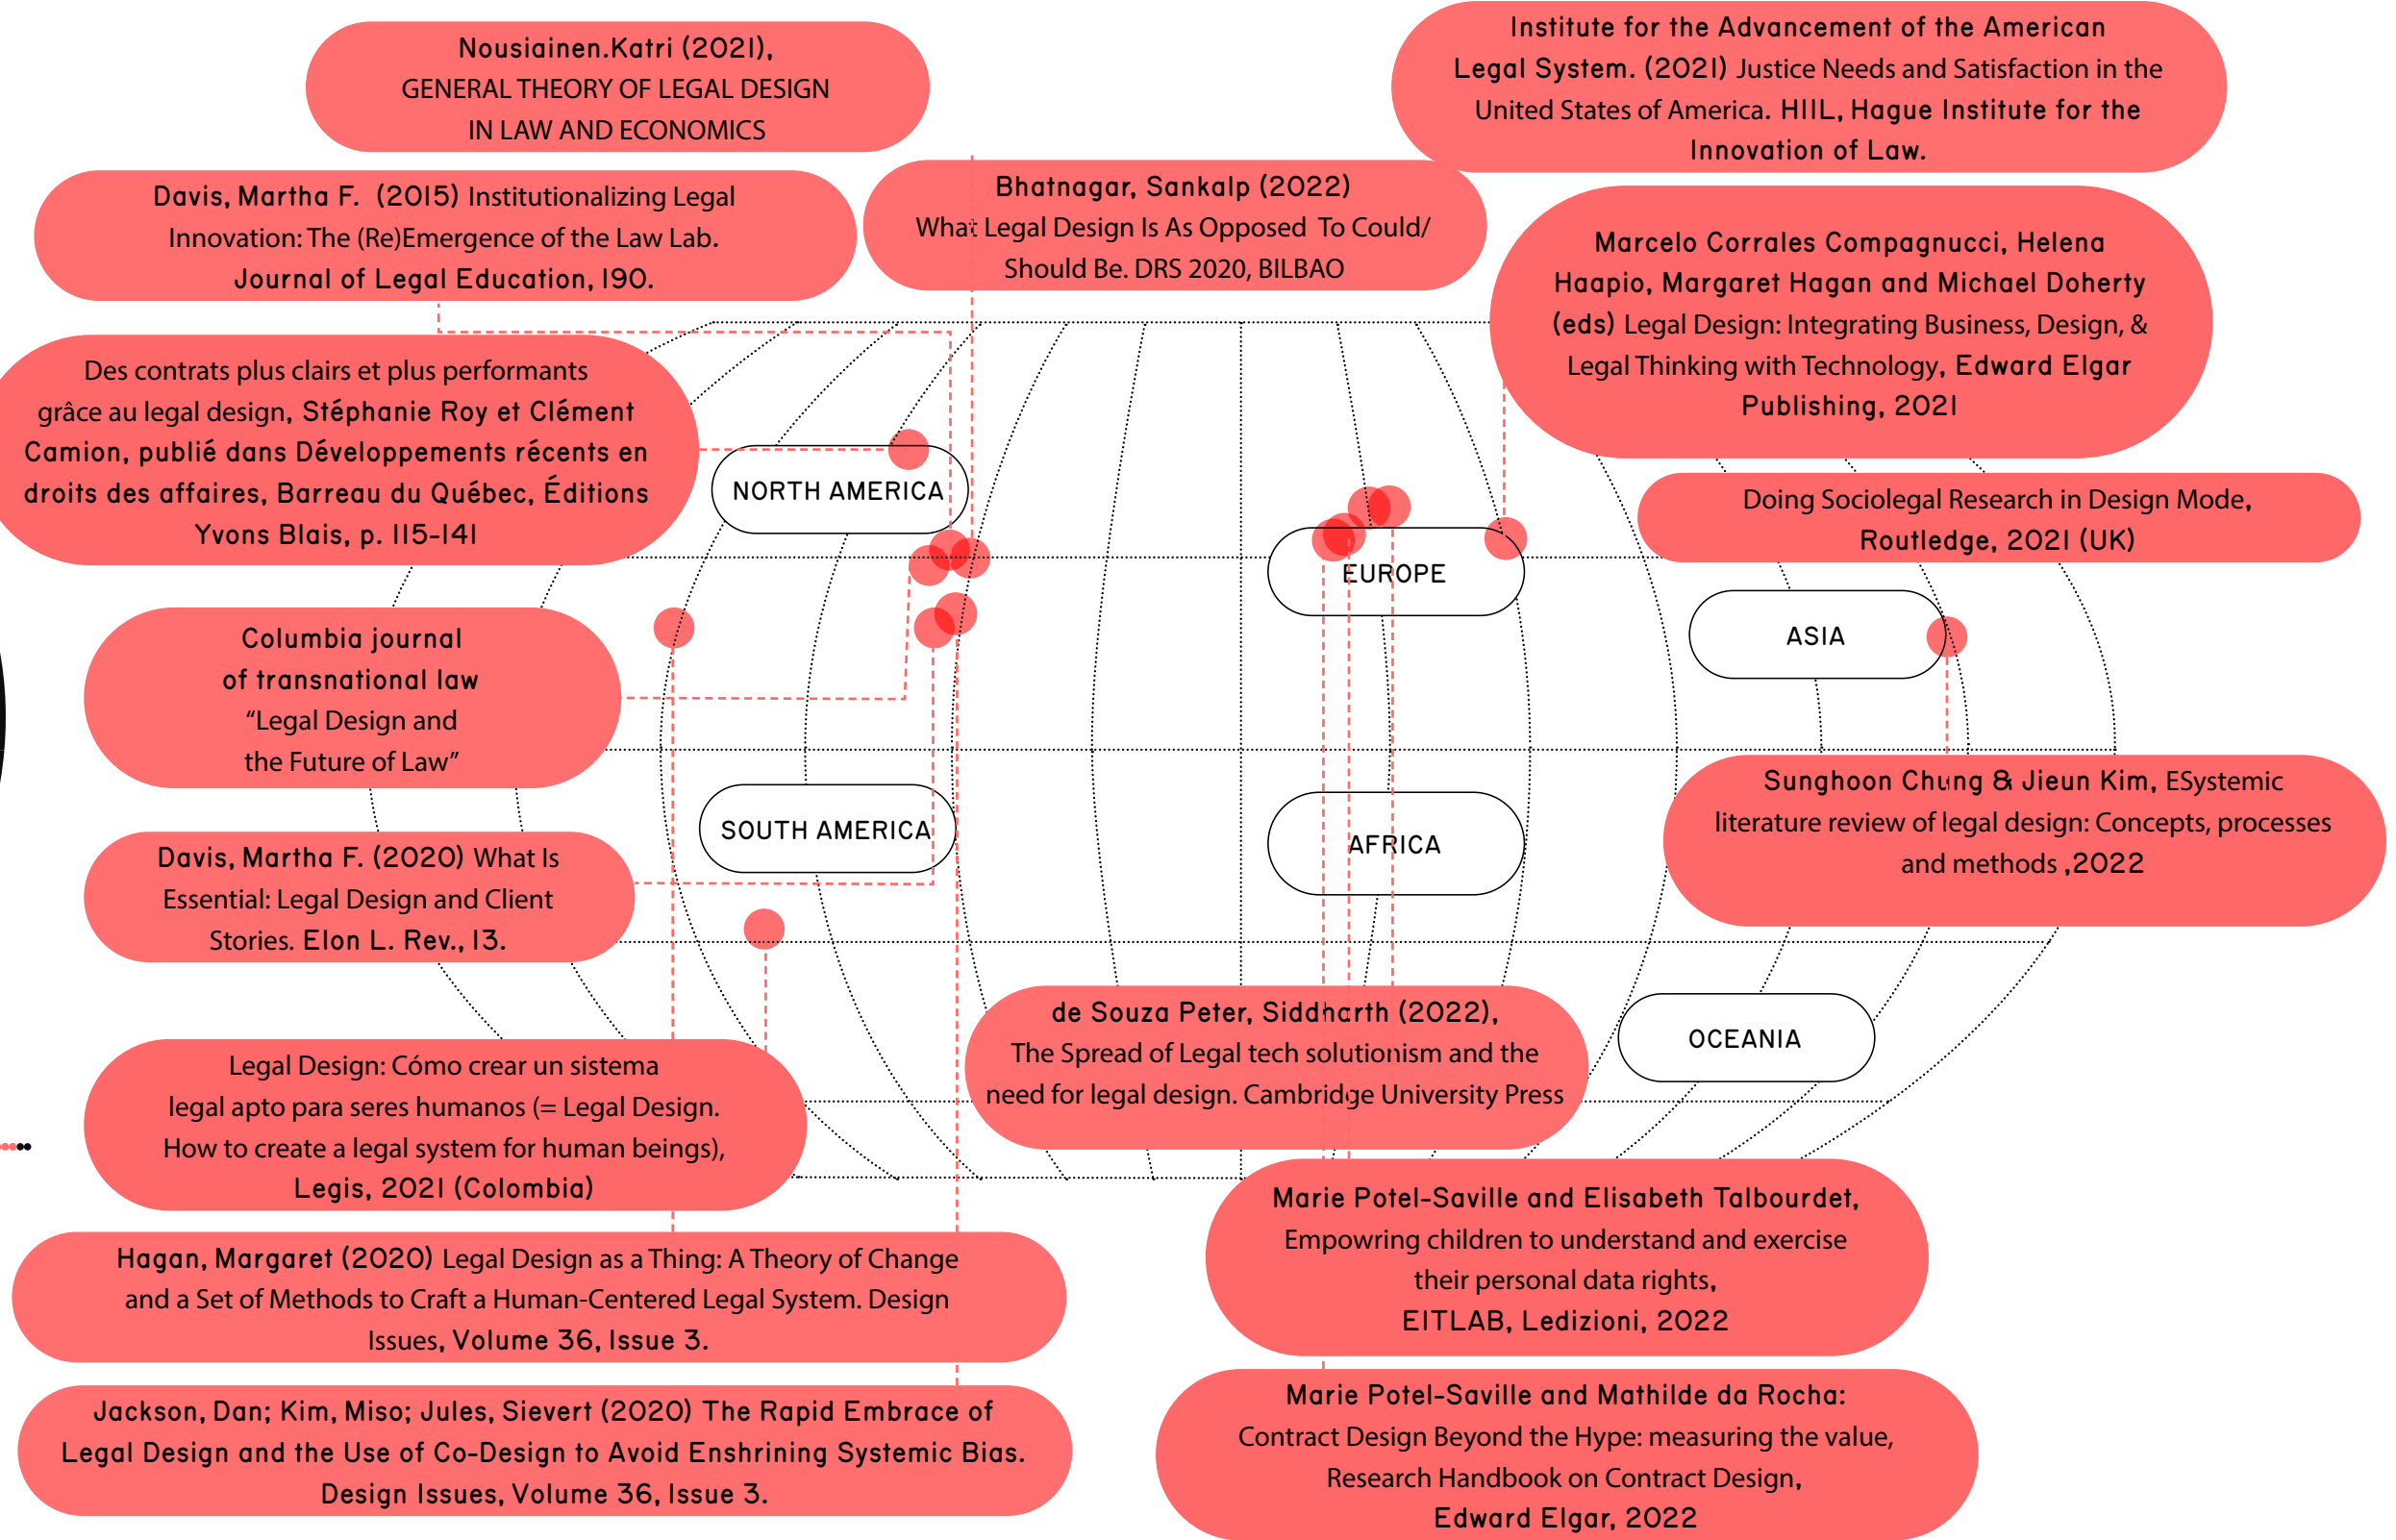 Nousiainen.Katri (2021),
GENERAL THEORY OF LEGAL DESIGN
IN LAW AND ECONOMICS
Institute for the Advancement of the American
Legal System. (2021) Justice Needs and Satisfaction in the
United States of America. HIIL, Hague Institute for the
Innovation of Law.
Davis, Martha F. (2015) Institutionalizing Legal
Innovation: The (Re)Emergence of the Law Lab.
Journal of Legal Education, 190.
Bhatnagar, Sankalp (2022)
What Legal Design Is As Opposed To Could/
Should Be. DRS 2020, BILBAO
Marcelo Corrales Compagnucci, Helena
Haapio, Margaret Hagan and Michael Doherty
(eds) Legal Design: Integrating Business, Design, &
Legal Thinking with Technology, Edward Elgar
Publishing, 2021
Des contrats plus clairs et plus performants
grâce au legal design, Stéphanie Roy et Clément
Camion, publié dans Développements récents en
droits des affaires, Barreau du Québec, Éditions
Yvons Blais, p. 115-141
NORTH AMERICA
Doing Sociolegal Research in Design Mode,
Routledge, 2021 (UK)
EUROPE
ASIA
Columbia journal
of transnational law
“Legal Design and
the Future of Law”
Sunghoon Chung & Jieun Kim, ESystemic
literature review of legal design: Concepts, processes
and methods ,2022
SOUTH AMERICA
AFRICA
Davis, Martha F. (2020) What Is
Essential: Legal Design and Client
Stories. Elon L. Rev., 13.
de Souza Peter, Siddharth (2022),
The Spread of Legal tech solutionism and the
need for legal design. Cambridge University Press
OCEANIA
Legal Design: Cómo crear un sistema
legal apto para seres humanos (= Legal Design.
How to create a legal system for human beings),
Legis, 2021 (Colombia)
Marie Potel-Saville and Elisabeth Talbourdet,
Empowring children to understand and exercise
their personal data rights,
EITLAB, Ledizioni, 2022
Hagan, Margaret (2020) Legal Design as a Thing: A Theory of Change
and a Set of Methods to Craft a Human-Centered Legal System. Design
Issues, Volume 36, Issue 3.
Marie Potel-Saville and Mathilde da Rocha:
Contract Design Beyond the Hype: measuring the value,
Research Handbook on Contract Design,
Edward Elgar, 2022
Jackson, Dan; Kim, Miso; Jules, Sievert (2020) The Rapid Embrace of
Legal Design and the Use of Co-Design to Avoid Enshrining Systemic Bias.
Design Issues, Volume 36, Issue 3.